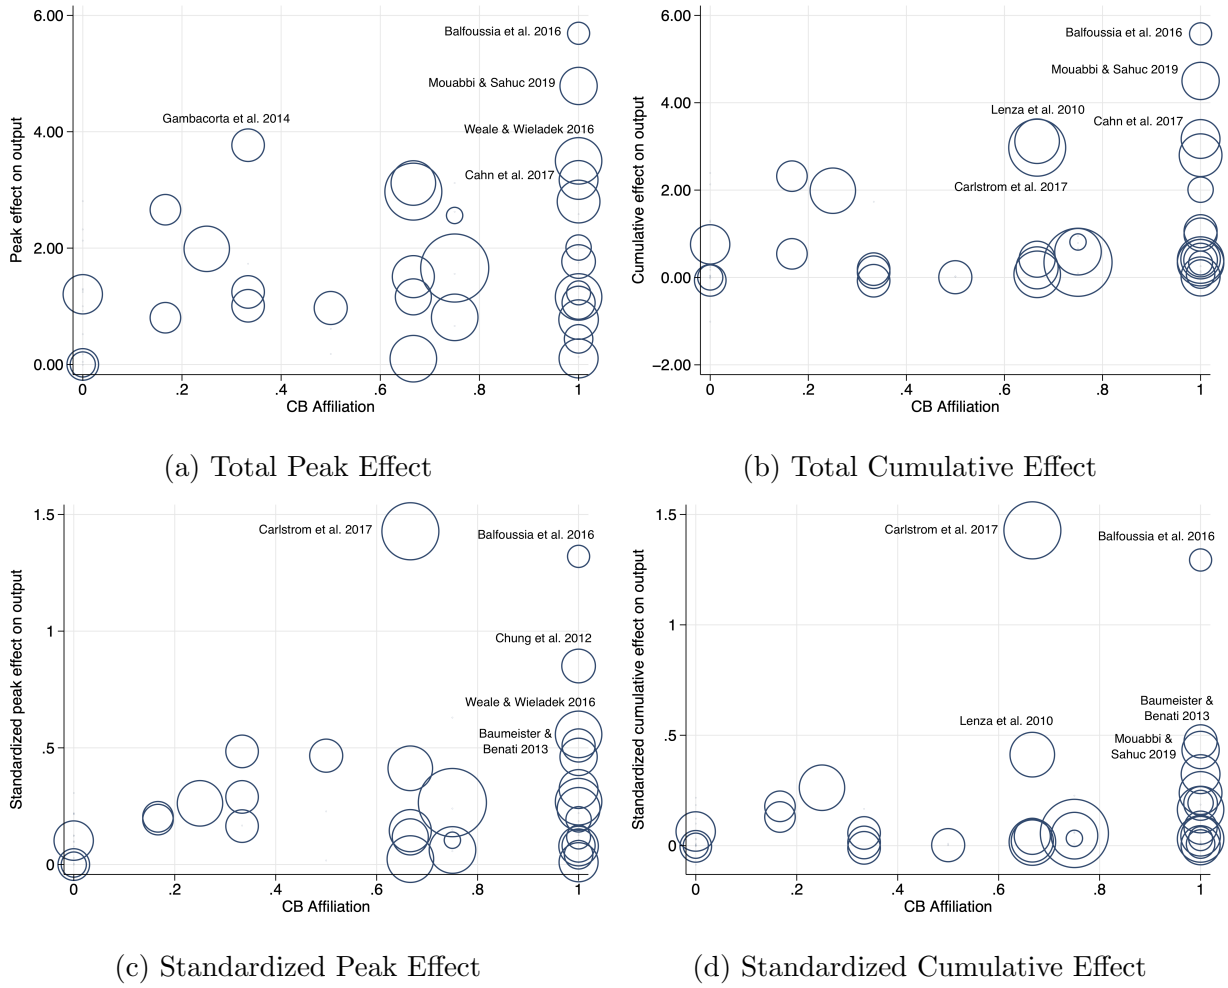 Peak effect on output
6.00
4.00
2.00
0.00
Balfoussia et al. 2016
Mouabbi & Sahuc 2019
Gambacorta et al. 2014
Weale & Wieladek 2016
Cahn et al. 2017
0 .2 .4 .6 .8 1
CB Affiliation
(a) Total Peak Effect
Cumulative effect on output
6.00
4.00
2.00
0.00
−2.00
Balfoussia et al. 2016
Mouabbi & Sahuc 2019
Lenza et al. 2010
Cahn et al. 2017
Carlstrom et al. 2017
0 .2 .4 .6 .8 1
CB Affiliation
(b) Total Cumulative Effect
Standardized peak effect on output
1.5
1
.5
0
Carlstrom et al. 2017
Balfoussia et al. 2016
Chung et al. 2012
Weale & Wieladek 2016
Baumeister &
Benati 2013
0 .2 .4 .6 .8 1
CB Affiliation
(c) Standardized Peak Effect
Standardized cumulative effect on output
1.5
1
.5
0
Carlstrom et al. 2017
Balfoussia et al. 2016
Baumeister &
Benati 2013
Lenza et al. 2010
Mouabbi &
Sahuc 2019
0 .2 .4 .6 .8 1
CB Affiliation
(d) Standardized Cumulative Effect